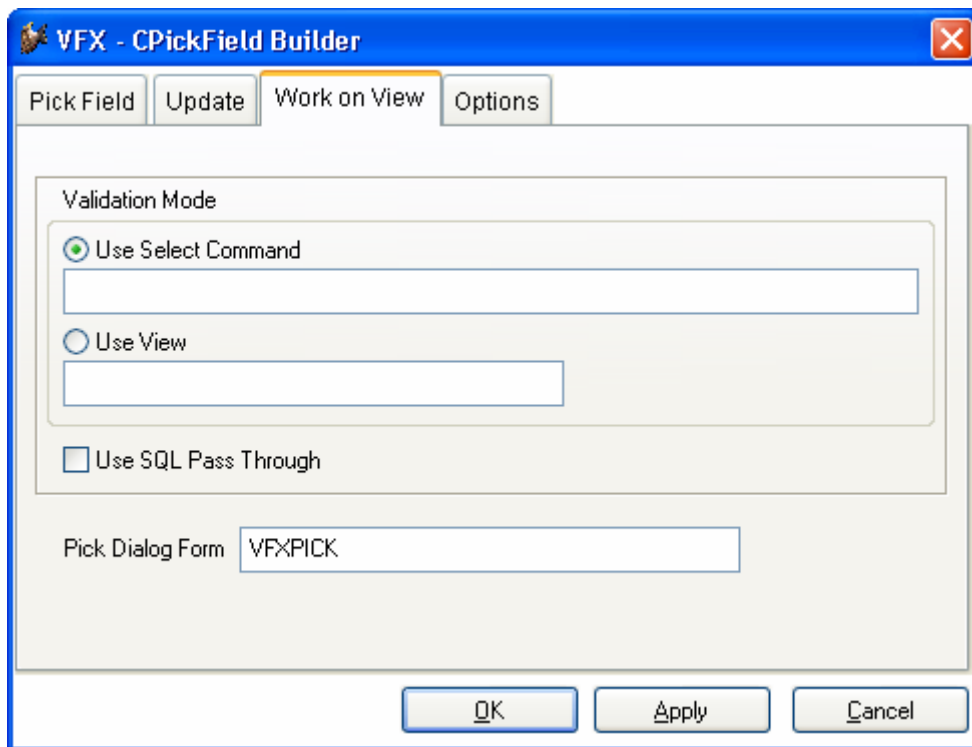 VFX - CPickField Builder
Pick Field Update Work on View Options
Validation Mode
Use Select Command
Use View
Use SQL Pass Through
Pick Dialog Form VFXPICK
OK Apply Cancel